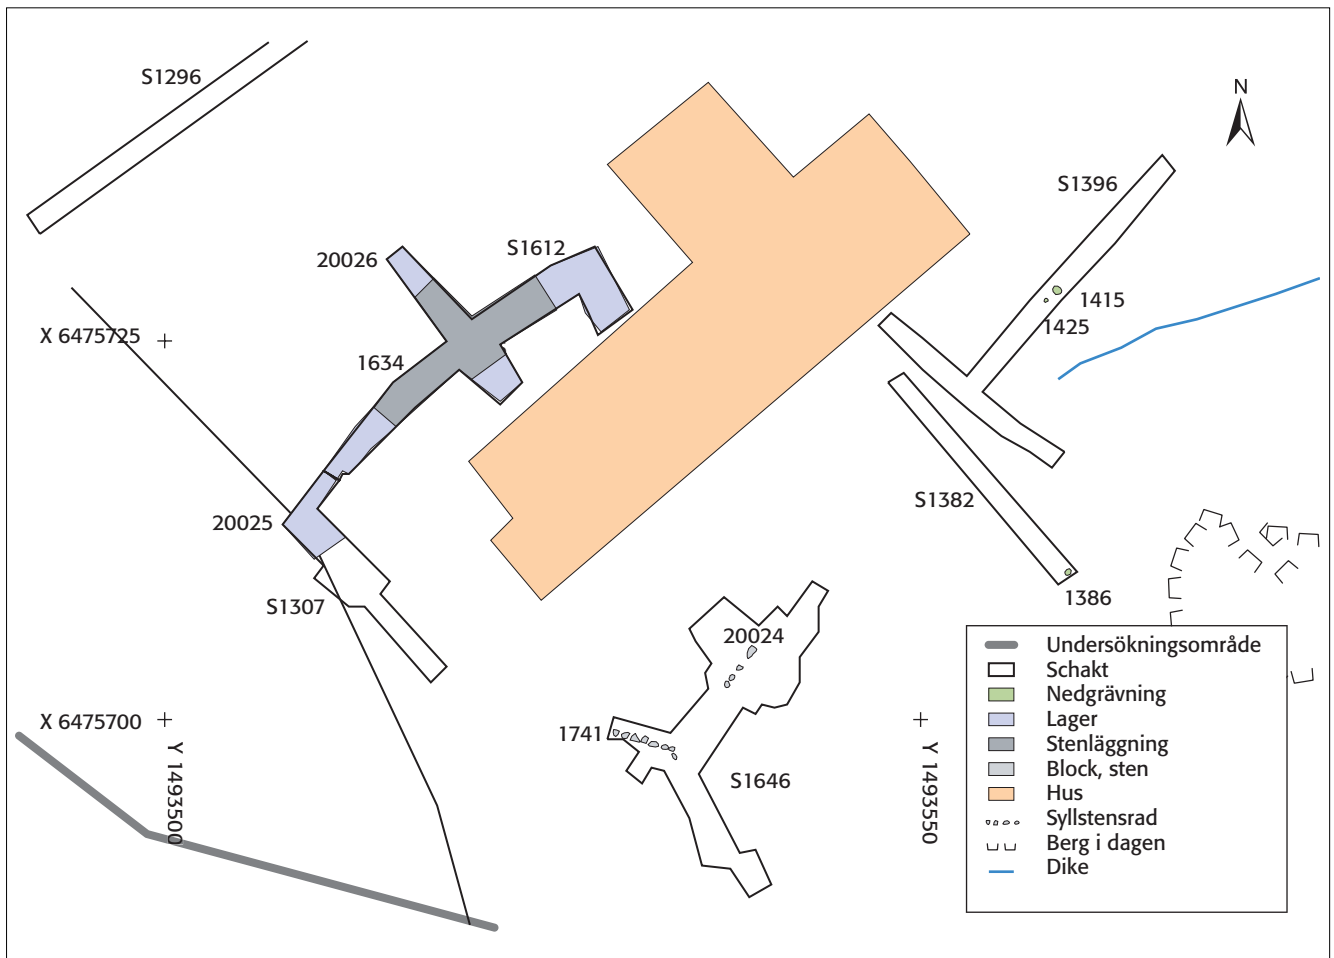 S1296
N
S1396
20026
S1612
1415
1425
X 6475725
1634
S1382
20025
1386
S1307
20024
X 6475700
1741
S1646
Y 1493500
Y 1493550
Undersökningsområde
Schakt
Nedgrävning
Lager
Stenläggning
Block, sten
Hus
Syllstensrad
Berg i dagen
Dike